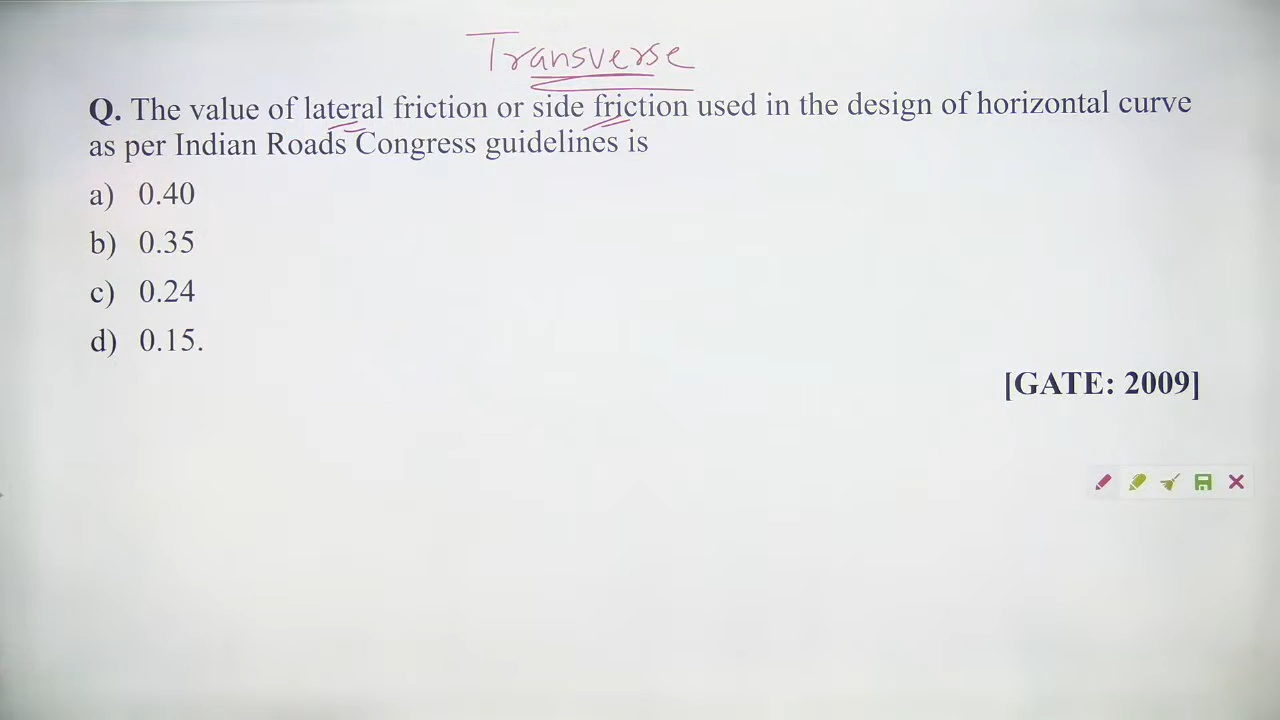 Transverse
Q. The value of lateral friction or side friction used in the design of horizontal curve
as per Indian Roads Congress guidelines is
a) 0.40
b) 0.35
c) 0.24
d) 0.15.
[GATE: 2009]